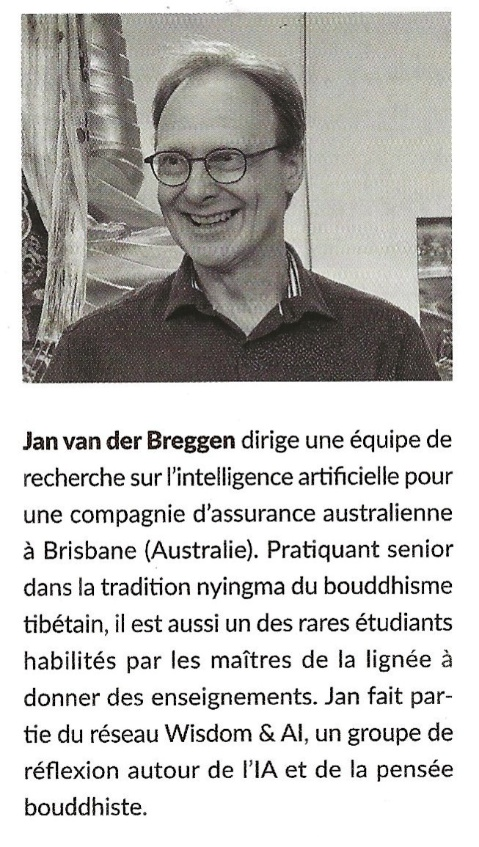 Jan van der Breggen dirige une équipe de
recherche sur l'intelligence artificielle pour
une compagnie d'assurance australienne
à Brisbane (Australie). Pratiquant senior
dans la tradition nyingma du bouddhisme
tibétain, il est aussi un des rares étudiants
habilités par les maîtres de la lignée à
donner des enseignements. Jan fait par-
tie du réseau Wisdom & AI, un groupe de
réflexion autour de l'IA et de la pensée
bouddhiste.